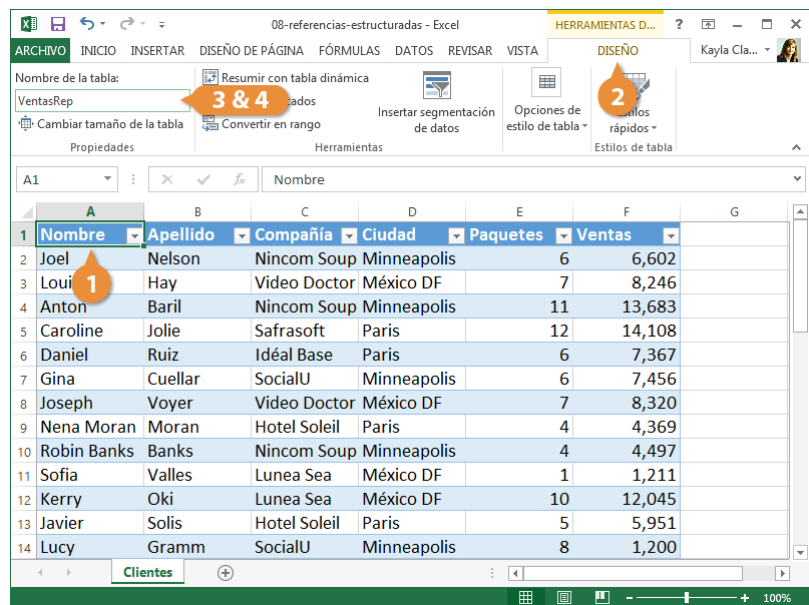 08-referencias-estructuradas - Excel HERRAMIENTAS D... ?
ARCHIVO INICIO INSERTAR DISEÑO DE PÁGINA FÓRMULAS DATOS REVISAR VISTA DISEÑO Kayla Cla...
Nombre de la tabla:
VentasRep
Cambiar tamaño de la tabla
Propiedades
Resumir con tabla dinámica
Convertir en rango
Insertar segmentación
de datos
Herramientas
Opciones de
estilo de tabla
rápidos
Estilos de tabla
3 & 4
2
A1 fx Nombre
A B C D E F G
1 Nombre Apellido Compañía Ciudad Paquetes Ventas
2 Joel Nelson Nincom Soup Minneapolis 6 6,602
3 Loui Hay Video Doctor México DF 7 8,246
1
4 Anton Baril Nincom Soup Minneapolis 11 13,683
5 Caroline Jolie Safrasoft Paris 12 14,108
6 Daniel Ruiz Idéal Base Paris 6 7,367
7 Gina Cuellar SocialU Minneapolis 6 7,456
8 Joseph Voyer Video Doctor México DF 7 8,320
9 Nena Moran Moran Hotel Soleil Paris 4 4,369
10 Robin Banks Banks Nincom Soup Minneapolis 4 4,497
11 Sofia Valles Lunea Sea México DF 1 1,211
12 Kerry Oki Lunea Sea México DF 10 12,045
13 Javier Solis Hotel Soleil Paris 5 5,951
14 Lucy Gramm SocialU Minneapolis 8 1,200
Clientes
100%